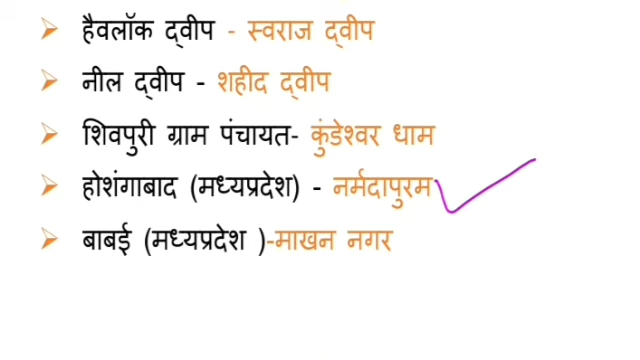 हैवलॉक द्वीप - स्वराज द्वीप
नील द्वीप - शहीद द्वीप
शिवपुरी ग्राम पंचायत- कुंडेश्वर धाम
होशंगाबाद (मध्यप्रदेश) - नर्मदापुरम
बाबई (मध्यप्रदेश )-माखन नगर